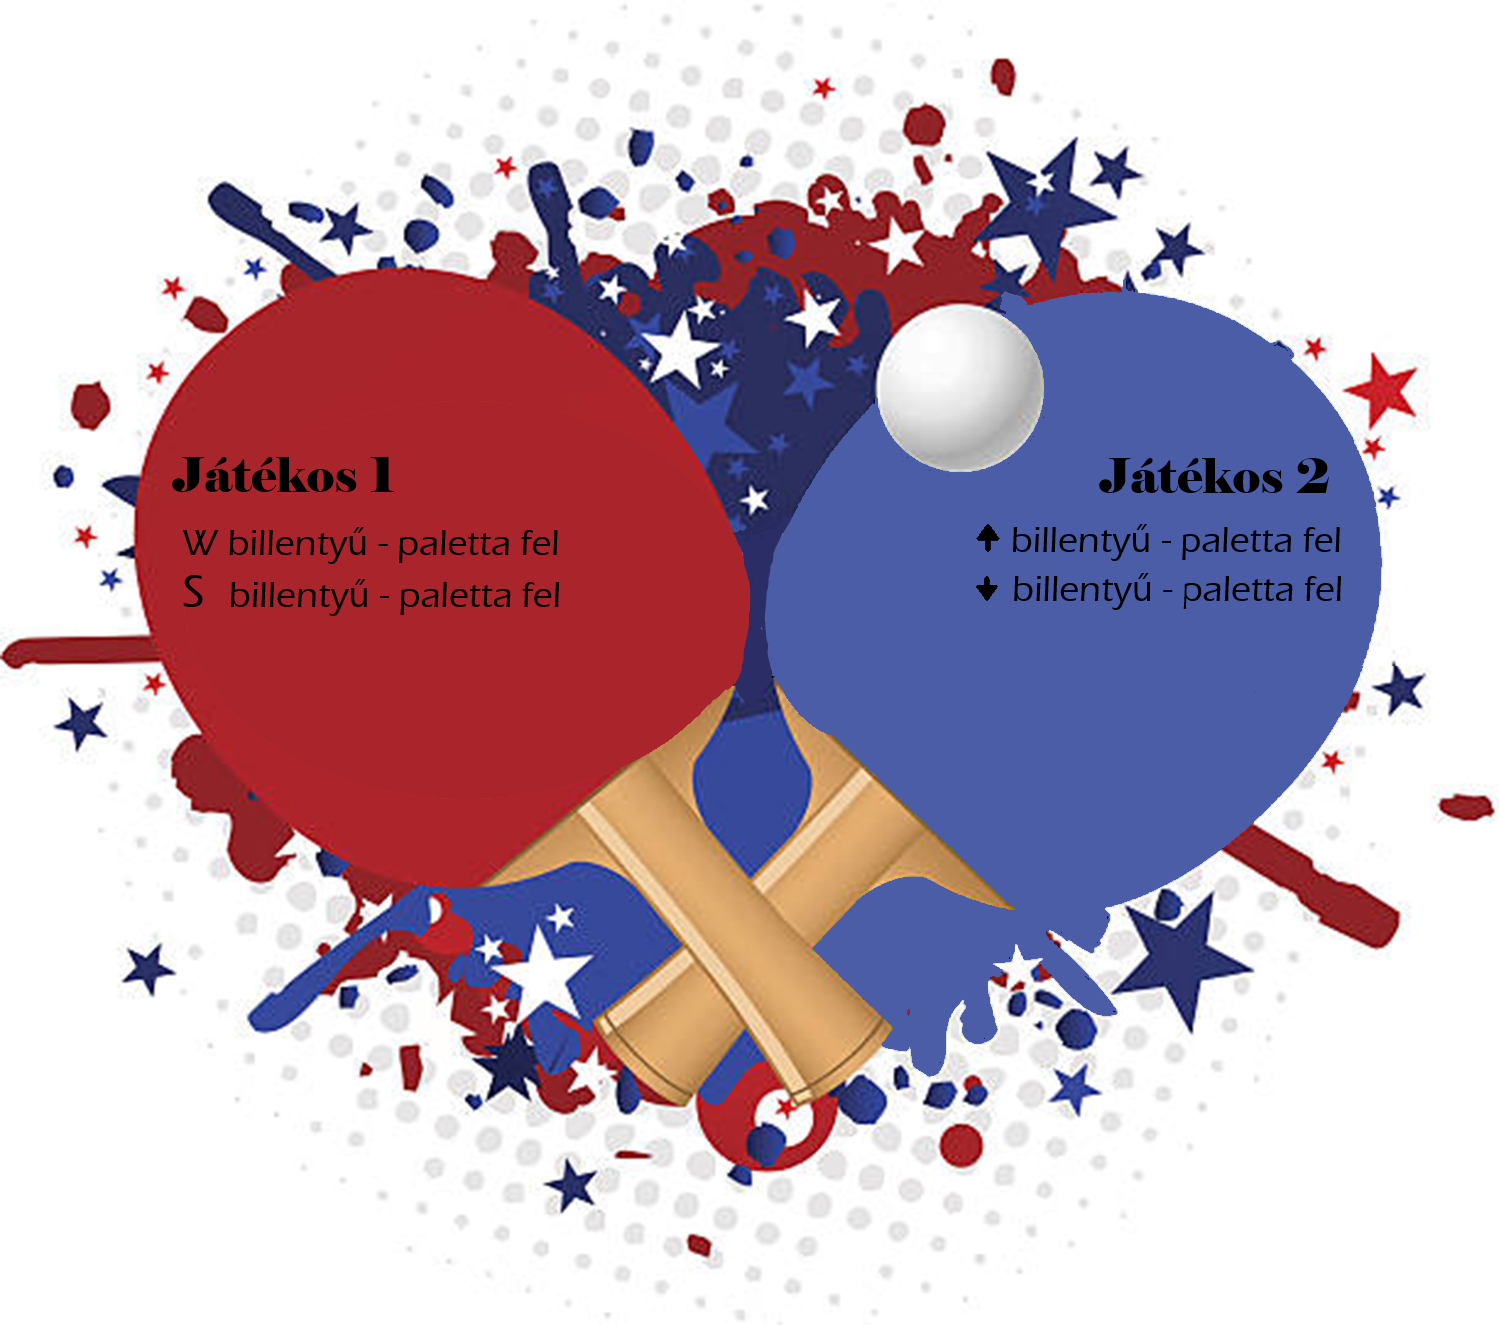 Játékos 1
W billentyű - paletta fel
S billentyű - paletta fel
Játékos 2
↑ billentyű - paletta fel
↓ billentyű - paletta fel